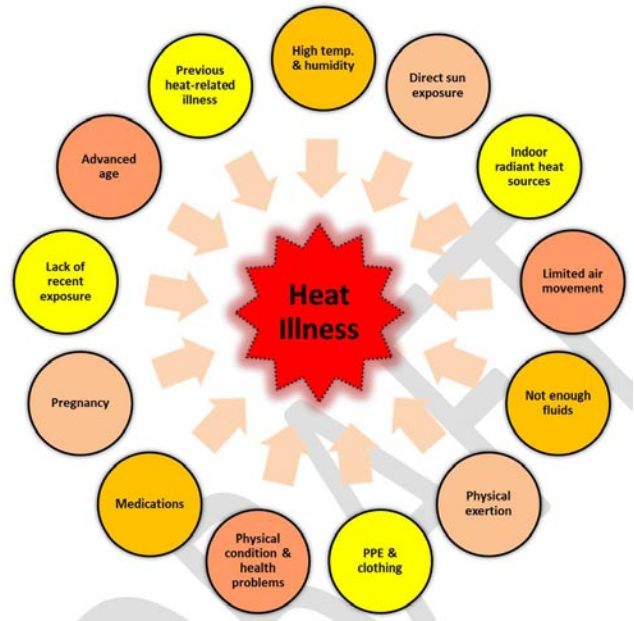 High temp.
& humidity
Direct sun
exposure
Indoor
radiant heat
sources
Limited air
movement
Not enough
fluids
Physical
exertion
PPE &
clothing
Physical
condition &
health
problems
Medications
Pregnancy
Lack of
recent
exposure
Advanced
age
Previous
heat-related
illness
Heat
Illness
DRAFT